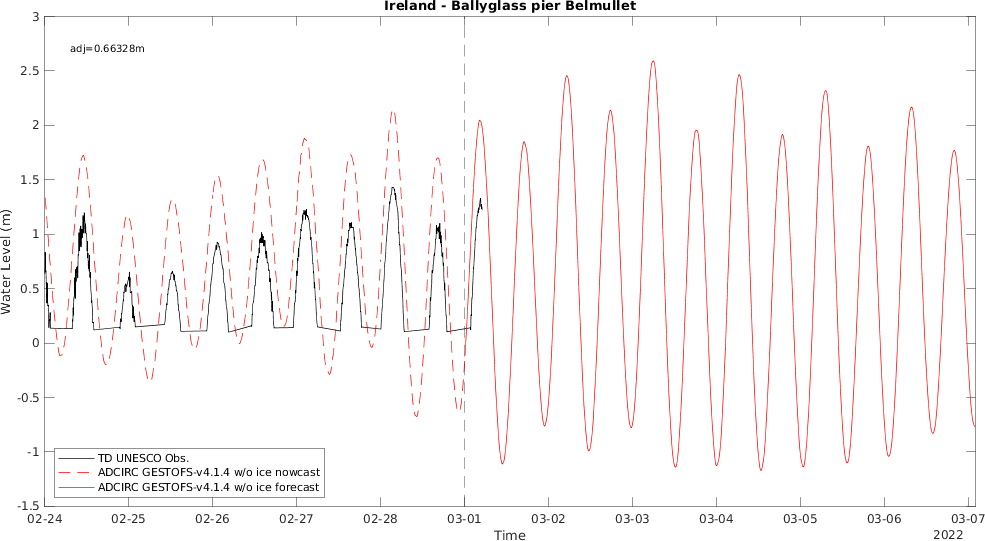 Ireland - Ballyglass pier Belmullet
adj=0.66328m
3
2.5
2
1.5
1
0.5
0
-0.5
-1
-1.5
Water Level (m)
TD UNESCO Obs.
ADCIRC GESTOFS-v4.1.4 w/o ice nowcast
ADCIRC GESTOFS-v4.1.4 w/o ice forecast
02-24 02-25 02-26 02-27 02-28 03-01 03-02 03-03 03-04 03-05 03-06 03-07
Time
2022